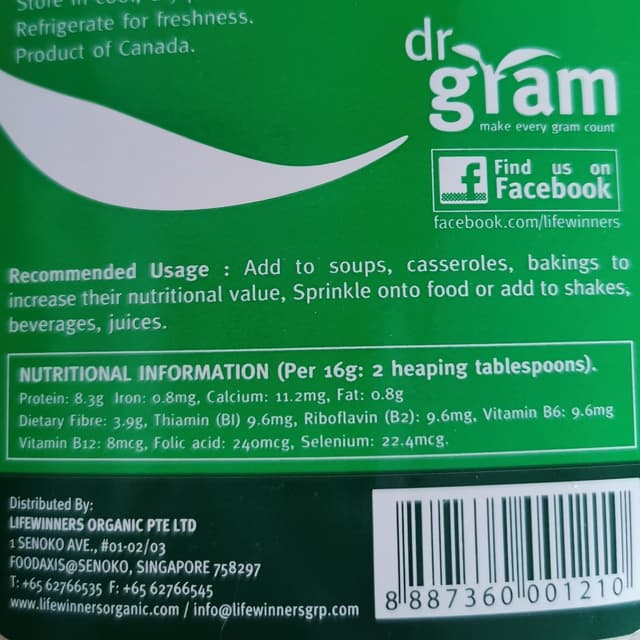 Store in cool, dry p
Refrigerate for freshness.
Product of Canada.
dr
gram
make every gram count
f
Find us on
Facebook
facebook.com/lifewinners
Recommended Usage : Add to soups, casseroles, bakings to
increase their nutritional value, Sprinkle onto food or add to shakes,
beverages, juices.
NUTRITIONAL INFORMATION (Per 16g: 2 heaping tablespoons).
Protein: 8.3g Iron: 0.8mg, Calcium: 11.2mg, Fat: 0.8g
Dietary Fibre: 3.9g, Thiamin (BI) 9.6mg, Riboflavin (B2): 9.6mg, Vitamin B6: 9.6mg
Vitamin B12: 8mcg, Folic acid: 240mcg, Selenium: 22.4mcg.
Distributed By:
LIFEWINNERS ORGANIC PTE LTD
1 SENOKO AVE., #01-02/03
FOODAXIS@SENOKO, SINGAPORE 758297
T: +65 62766535 F: +65 62766545
www.lifewinnersorganic.com / info@lifewinnersgrp.com
8 887360 001210